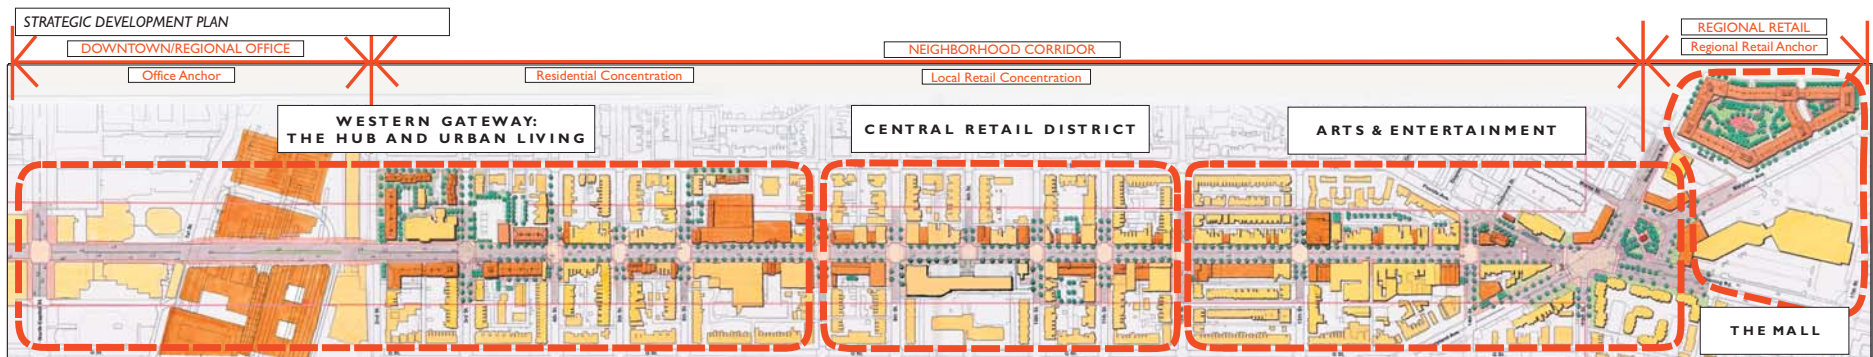 STRATEGIC DEVELOPMENT PLAN
DOWNTOWN/REGIONAL OFFICE
NEIGHBORHOOD CORRIDOR
REGIONAL RETAIL
Regional Retail Anchor
Office Anchor
Residential Concentration
Local Retail Concentration
WESTERN GATEWAY:
THE HUB AND URBAN LIVING
CENTRAL RETAIL DISTRICT
ARTS & ENTERTAINMENT
THE MALL